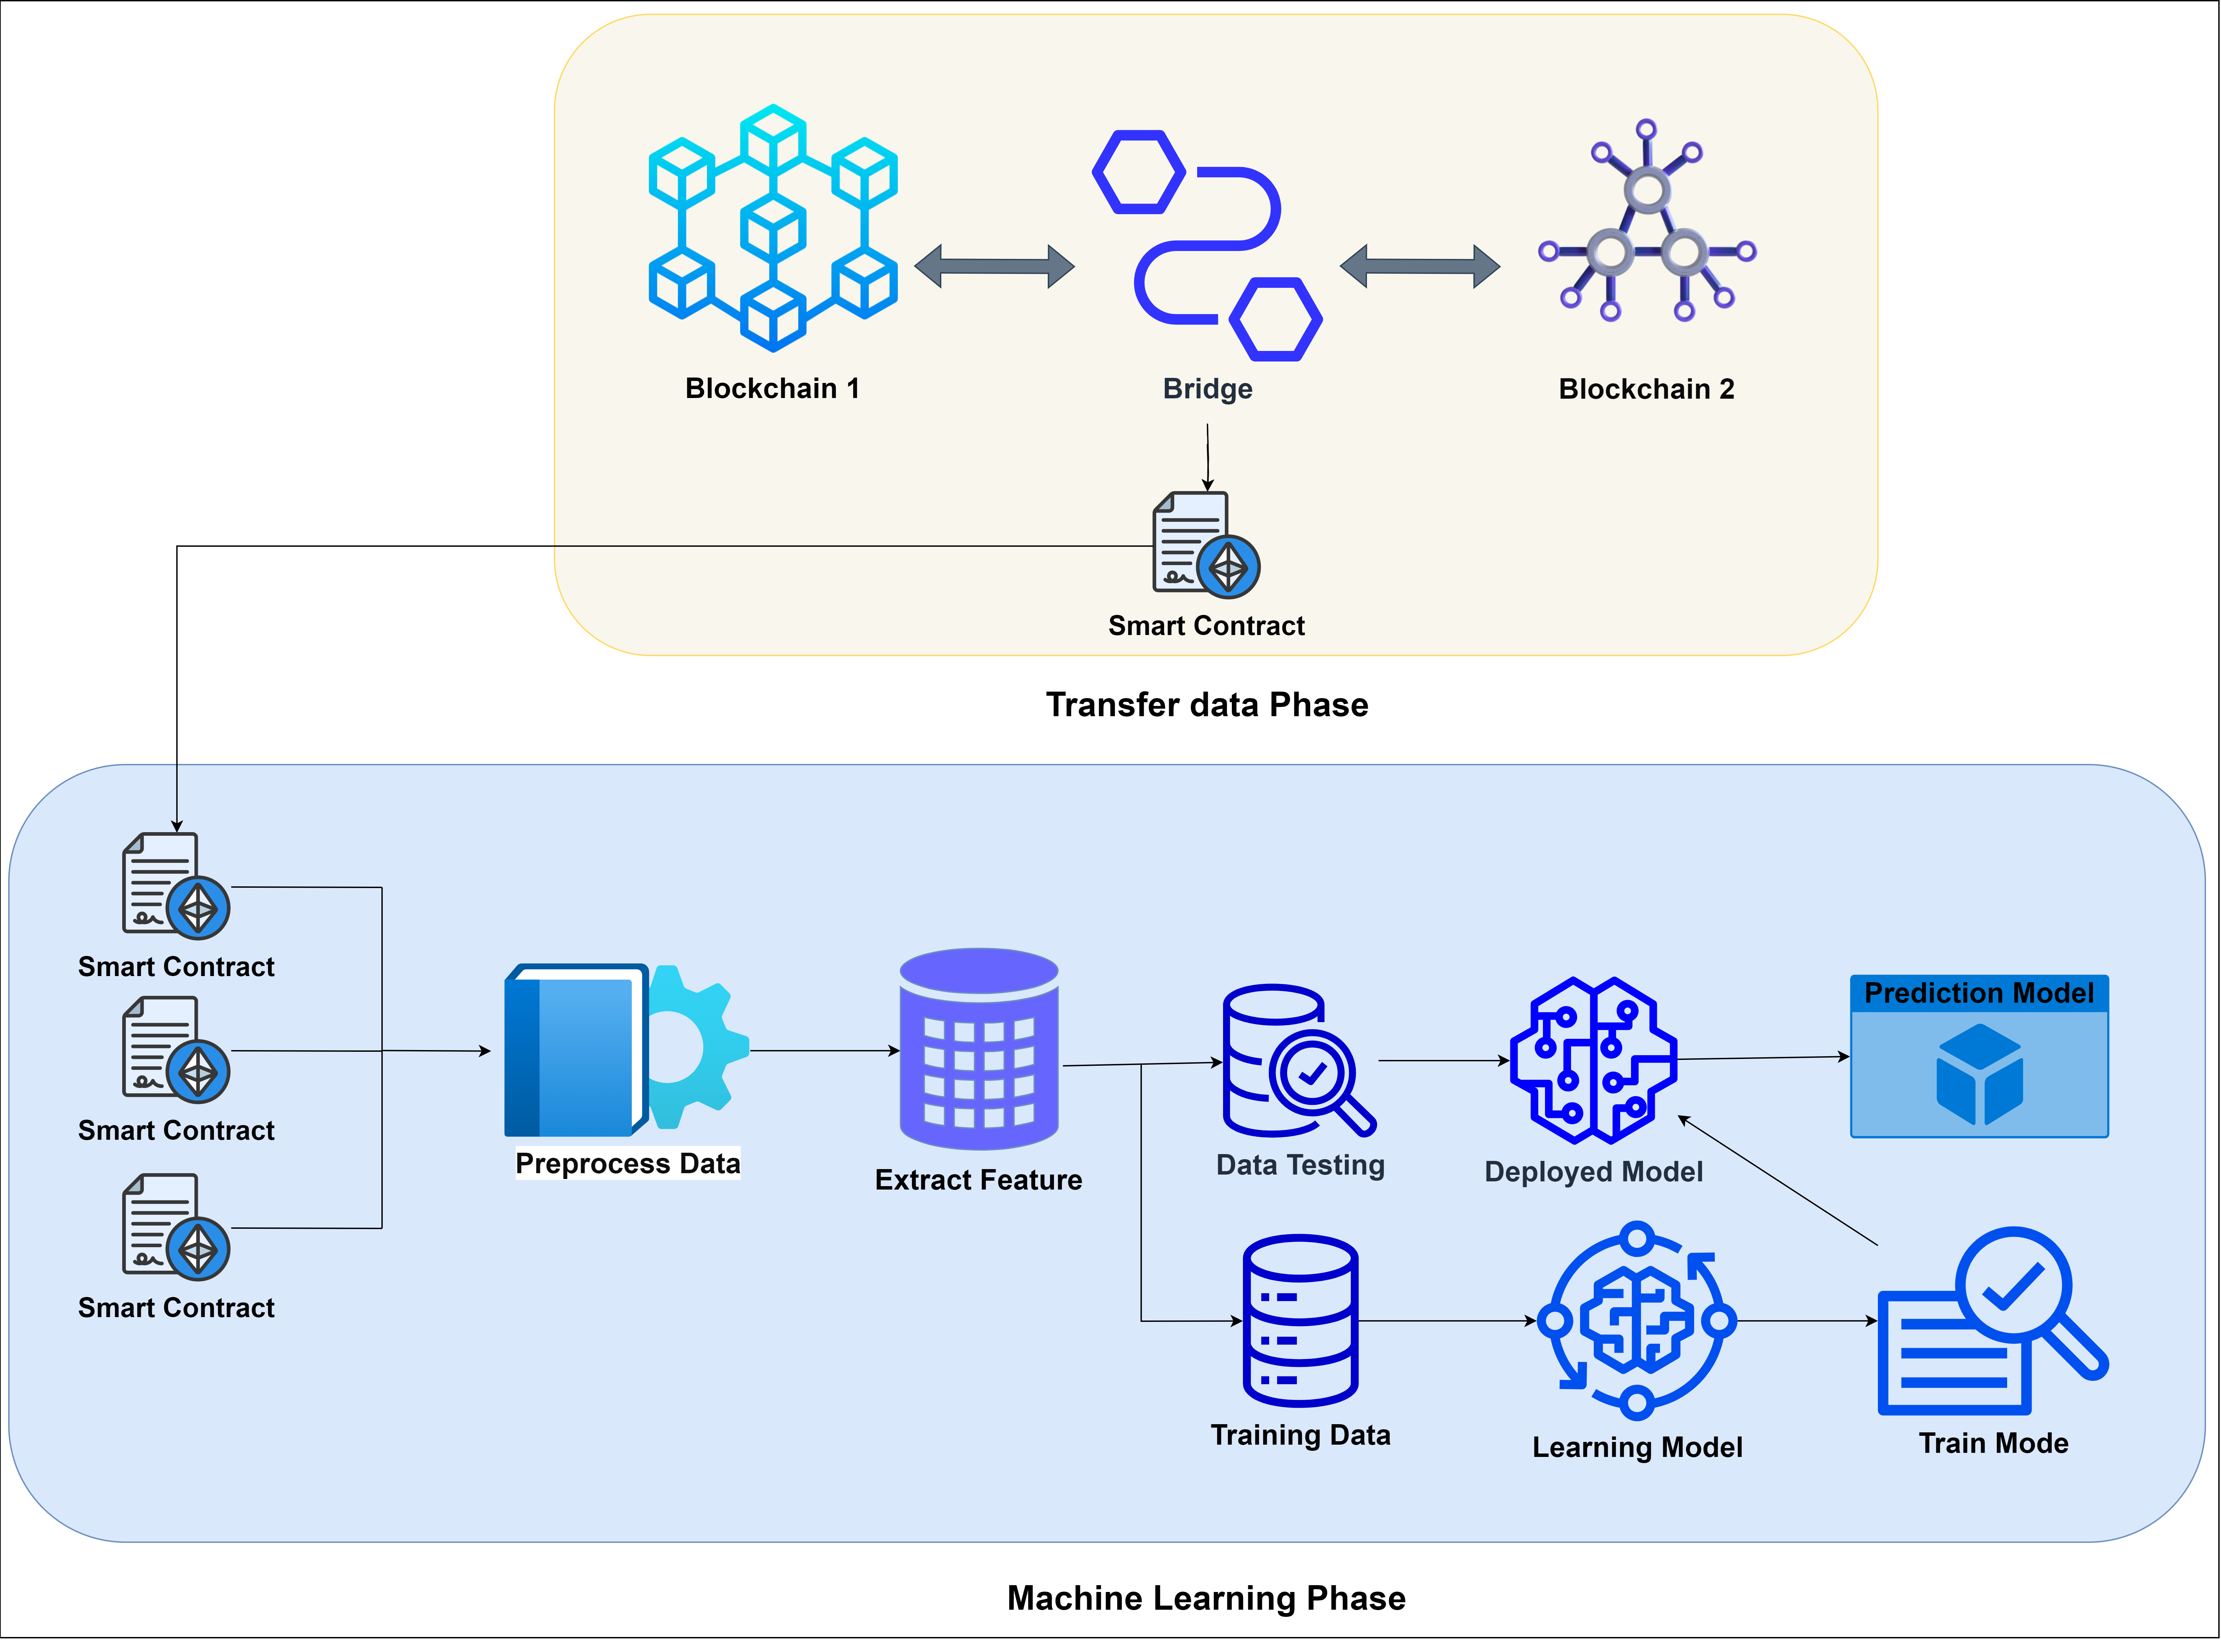 Blockchain 1
Bridge
Blockchain 2
Smart Contract
Transfer data Phase
Smart Contract
Smart Contract
Smart Contract
Preprocess Data
Extract Feature
Data Testing
Deployed Model
Prediction Model
Training Data
Learning Model
Train Mode
Machine Learning Phase